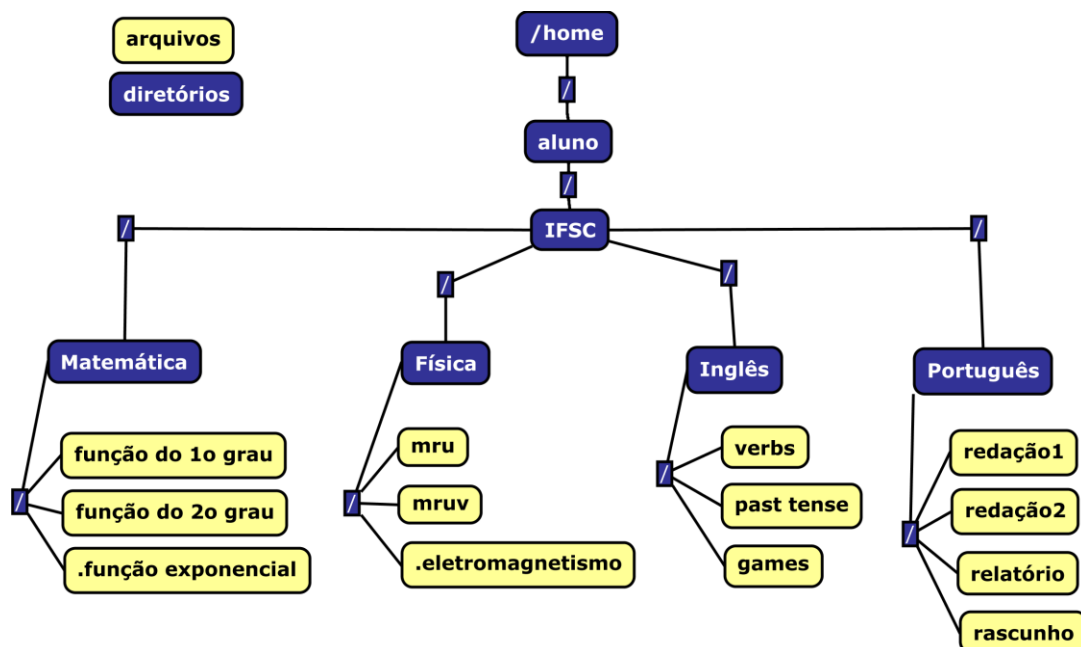 arquivos
diretórios
/home
/
aluno
/
IFSC
/
/
/
/
Matemática
Física
Inglês
Português
/
função do 1o grau
função do 2o grau
.função exponencial
/
mru
mruv
.eletromagnetismo
/
verbs
past tense
games
/
redação1
redação2
relatório
rascunho